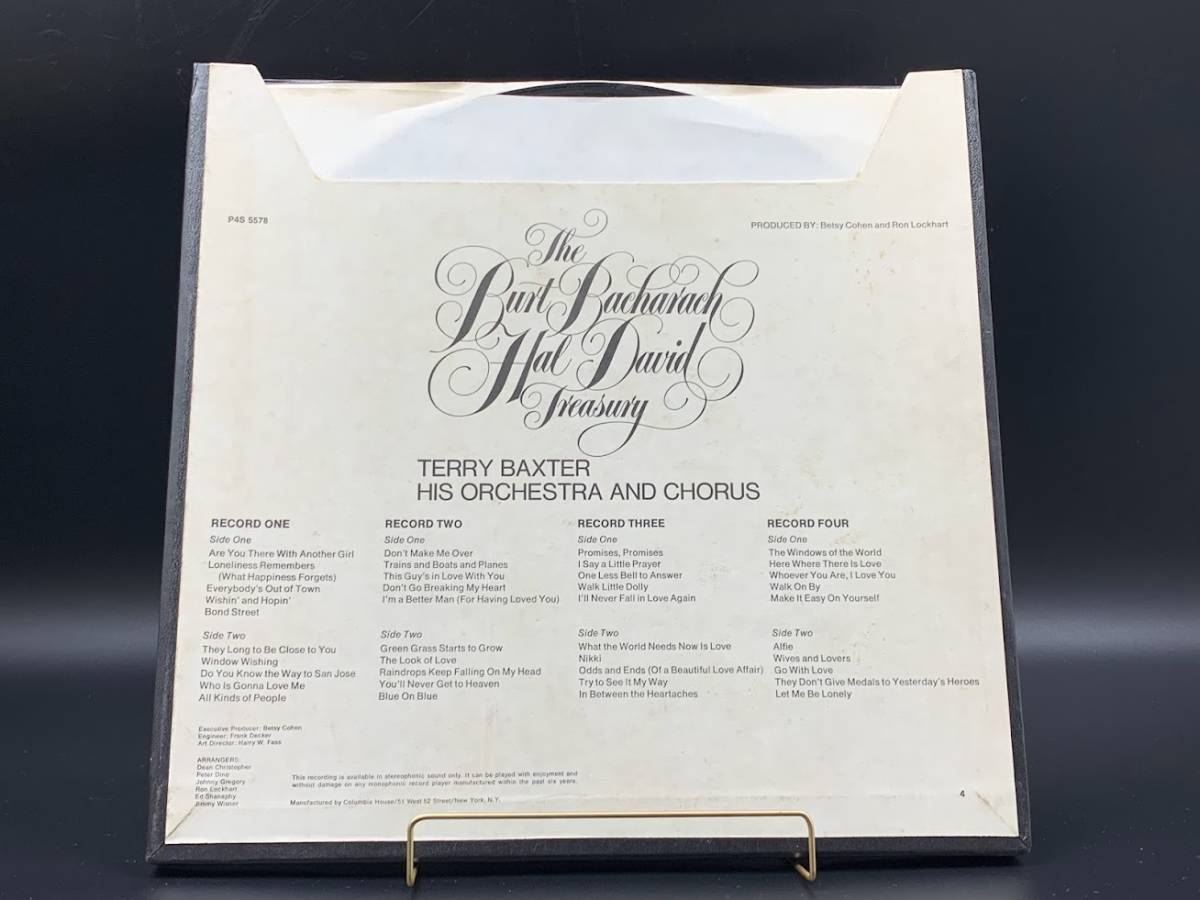 P4S 5578
PRODUCED BY: Betsy Cohen and Ron Lockhart
The
Burt Bacharach
Hal David
Treasury
TERRY BAXTER
HIS ORCHESTRA AND CHORUS
RECORD ONE
Side One
Are You There With Another Girl
Loneliness Remembers
(What Happiness Forgets)
Everybody's Out of Town
Wishin' and Hopin'
Bond Street
Side Two
They Long to Be Close to You
Window Wishing
Do You Know the Way to San Jose
Who Is Gonna Love Me
All Kinds of People
RECORD TWO
Side One
Don't Make Me Over
Trains and Boats and Planes
This Guy's in Love With You
Don't Go Breaking My Heart
I'm a Better Man (For Having Loved You)
Side Two
Green Grass Starts to Grow
The Look of Love
Raindrops Keep Falling On My Head
You'll Never Get to Heaven
Blue On Blue
RECORD THREE
Side One
Promises, Promises
I Say a Little Prayer
One Less Bell to Answer
Walk Little Dolly
I'll Never Fall in Love Again
Side Two
What the World Needs Now Is Love
Nikki
Odds and Ends (Of a Beautiful Love Affair)
Try to See It My Way
In Between the Heartaches
RECORD FOUR
Side One
The Windows of the World
Here Where There Is Love
Whoever You Are, I Love You
Walk On By
Make It Easy On Yourself
Side Two
Alfie
Wives and Lovers
Go With Love
They Don't Give Medals to Yesterday's Heroes
Let Me Be Lonely
Executive Producer: Betsy Cohen
Engineer: Frank Decker
Art Director: Harry W. Fass
ARRANGERS:
Dean Christopher
Peter Dino
Johnny Gregory
Ron Lockhart
Ed Shanaphy
Jimmy Wisner
This recording is available in stereophonic sound only. It can be played with enjoyment and
without damage on any monophonic record player manufactured within the past six years.
Manufactured by Columbia House/51 West 52 Street/New York, N.Y.
4